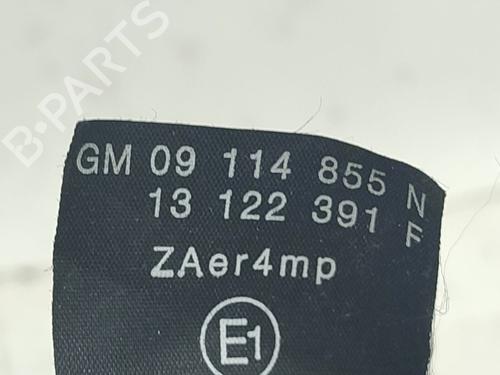 B-PARTS
GM 09 114 855 N
13 122 391 F
ZAer4mp
E1